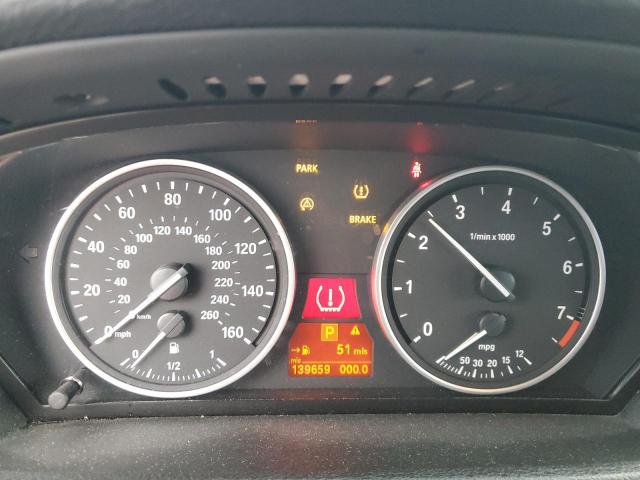 PARK
BRAKE
0 20 40 60 80 100 120 140 160
mph
20 40 60 80 100 120 140 160 180 200 220 240 260
km/h
0 1/2 1
0 1 2 3 4 5 6 7
1/min x 1000
50 30 20 15 12
mpg
P
51 mls
mls
139659 000.0